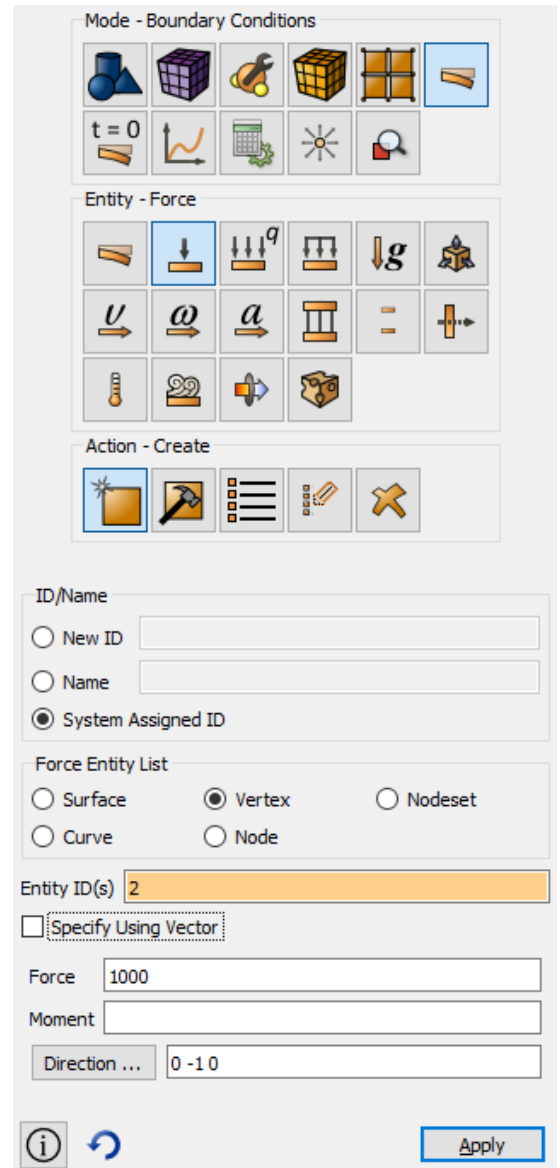 Mode - Boundary Conditions
t = 0
Entity - Force
q
g
υ ω a
Action - Create
ID/Name
New ID
Name
System Assigned ID
Force Entity List
Surface Vertex Nodeset
Curve Node
Entity ID(s) 2
Specify Using Vector
Force 1000
Moment
Direction ... 0 -1 0
i Apply